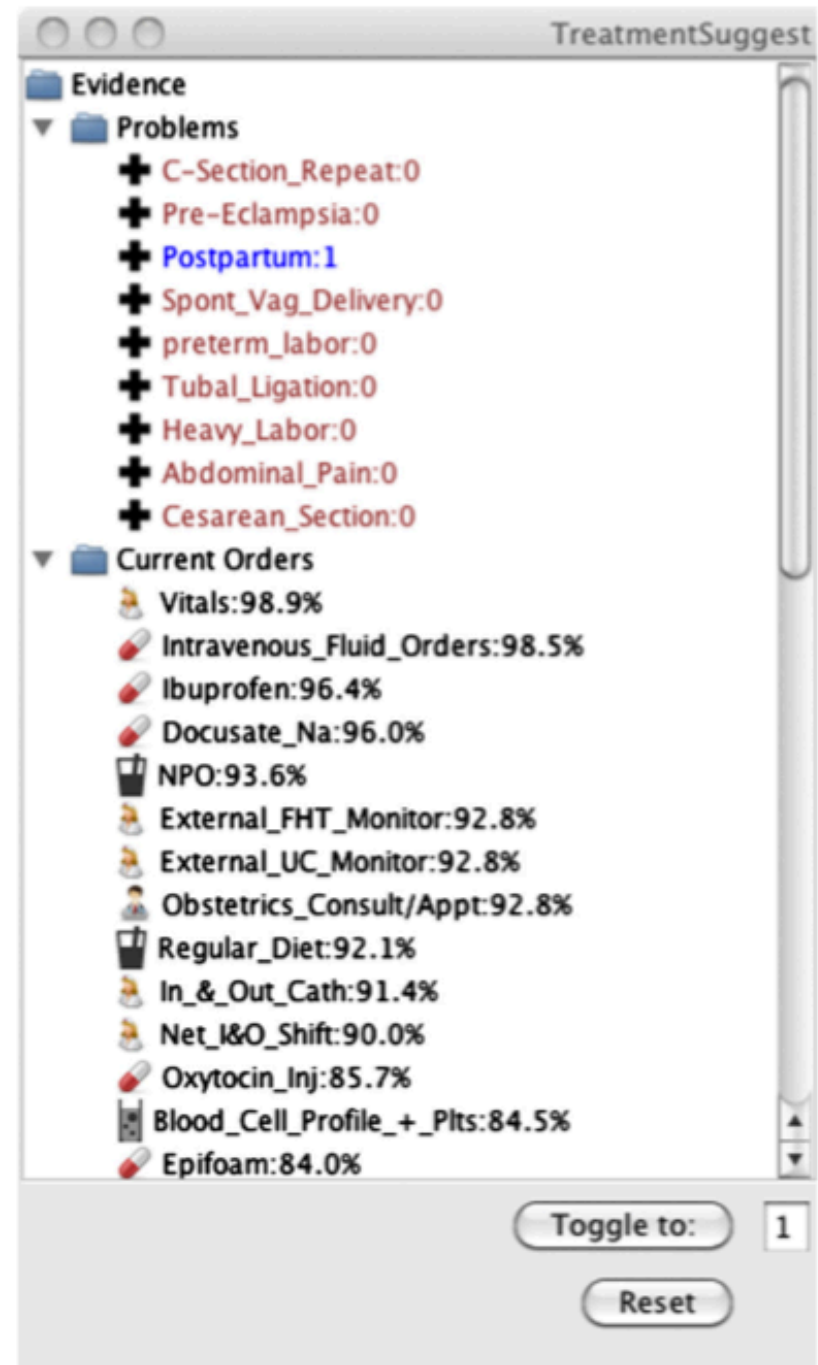 TreatmentSuggest
Evidence
Problems
C-Section_Repeat:0
Pre-Eclampsia:0
Postpartum:1
Spont_Vag_Delivery:0
preterm_labor:0
Tubal_Ligation:0
Heavy_Labor:0
Abdominal_Pain:0
Cesarean_Section:0
Current Orders
Vitals:98.9%
Intravenous_Fluid_Orders:98.5%
Ibuprofen:96.4%
Docusate_Na:96.0%
NPO:93.6%
External_FHT_Monitor:92.8%
External_UC_Monitor:92.8%
Obstetrics_Consult/Appt:92.8%
Regular_Diet:92.1%
In_&_Out_Cath:91.4%
Net_I&O_Shift:90.0%
Oxytocin_Inj:85.7%
Blood_Cell_Profile_+_Plts:84.5%
Epifoam:84.0%
Toggle to: 1
Reset